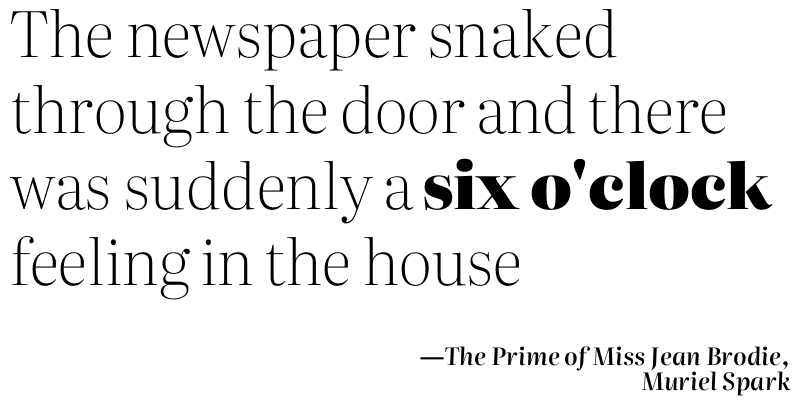 The newspaper snaked
through the door and there
was suddenly a six o'clock
feeling in the house
—The Prime of Miss Jean Brodie,
Muriel Spark